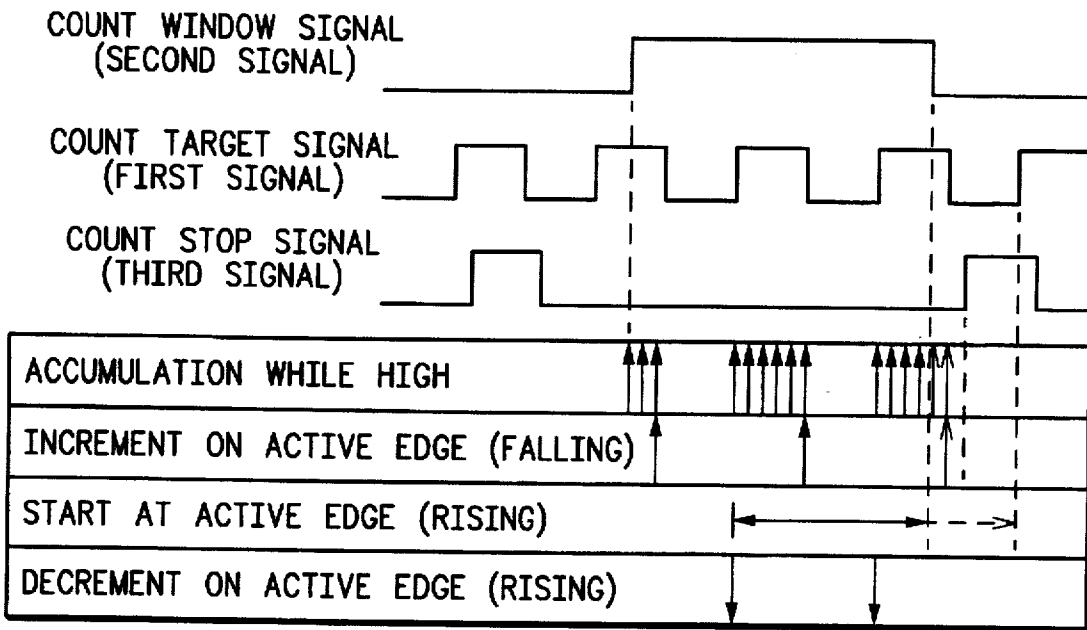 COUNT WINDOW SIGNAL
(SECOND SIGNAL)
COUNT TARGET SIGNAL
(FIRST SIGNAL)
COUNT STOP SIGNAL
(THIRD SIGNAL)
ACCUMULATION WHILE HIGH
INCREMENT ON ACTIVE EDGE (FALLING)
START AT ACTIVE EDGE (RISING)
DECREMENT ON ACTIVE EDGE (RISING)